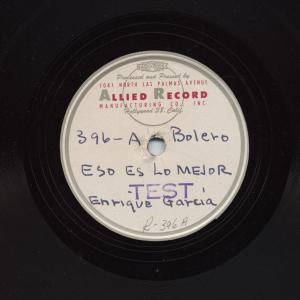 Processed and Pressed by
1041 NORTH LAS PALMAS AVENUE
ALLIED RECORD
MANUFACTURING CO., INC.
Hollywood 38, Calif.
396-A - Bolero
ESO ES LO MEJOR
TEST
Enrique Garcia
R-396A